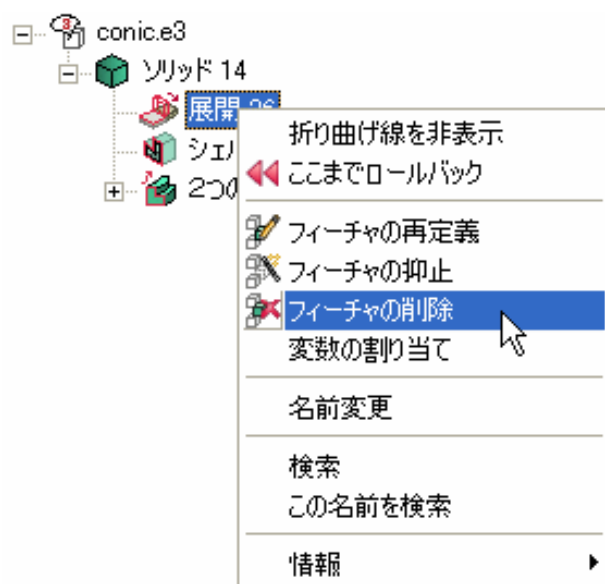 conic.e3
ソリッド 14
展開 26
シェル
2つの
折り曲げ線を非表示
ここまでロールバック
フィーチャの再定義
フィーチャの抑止
フィーチャの削除
変数の割り当て
名前変更
検索
この名前を検索
情報